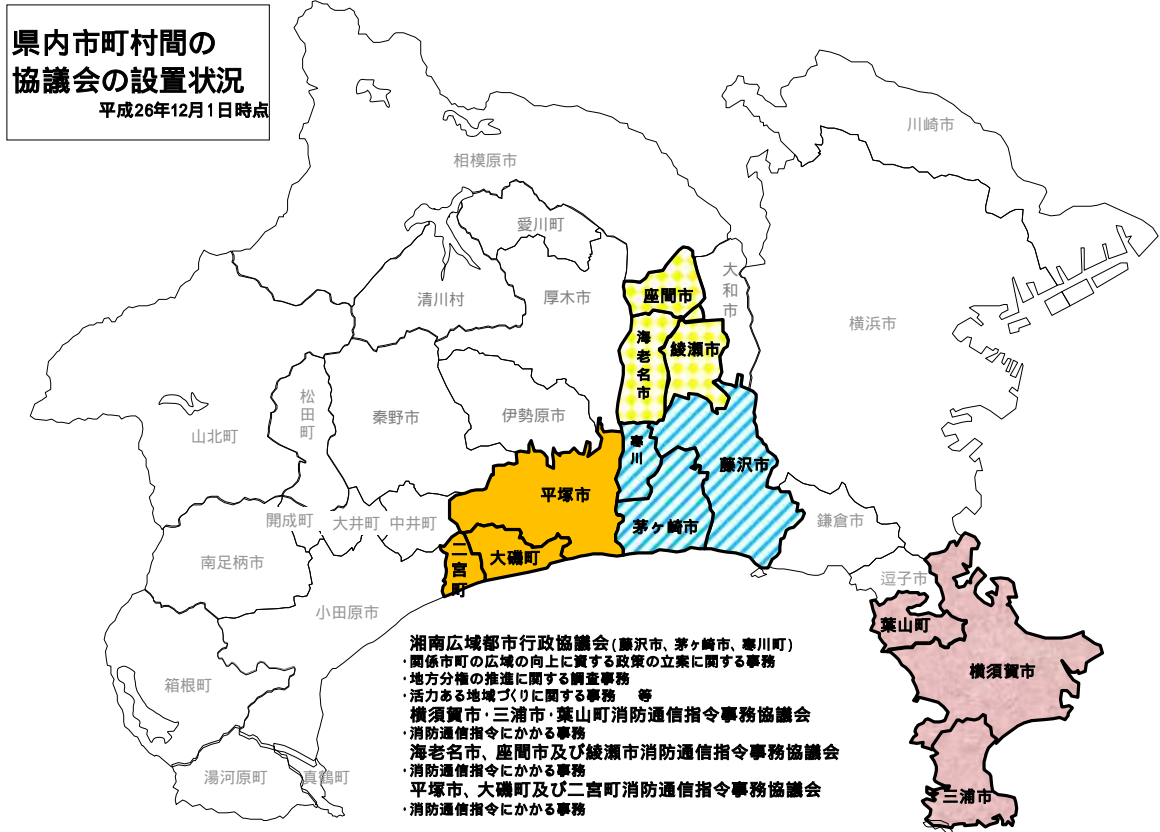 県内市町村間の
協議会の設置状況
平成26年12月1日時点
川崎市
相模原市
愛川町
大和市
清川村
厚木市
座間市
横浜市
海老名市
綾瀬市
松田町
山北町
秦野市
伊勢原市
寒川
藤沢市
平塚市
開成町
大井町
中井町
茅ヶ崎市
鎌倉市
南足柄市
二宮町
大磯町
逗子市
小田原市
葉山町
湘南広域都市行政協議会(藤沢市、茅ヶ崎市、寒川町)
・関係市町の広域の向上に資する政策の立案に関する事務
・地方分権の推進に関する調査事務
・活力ある地域づくりに関する事務 等
横須賀市・三浦市・葉山町消防通信指令事務協議会
・消防通信指令にかかる事務
海老名市、座間市及び綾瀬市消防通信指令事務協議会
・消防通信指令にかかる事務
平塚市、大磯町及び二宮町消防通信指令事務協議会
・消防通信指令にかかる事務
横須賀市
箱根町
湯河原町
真鶴町
三浦市